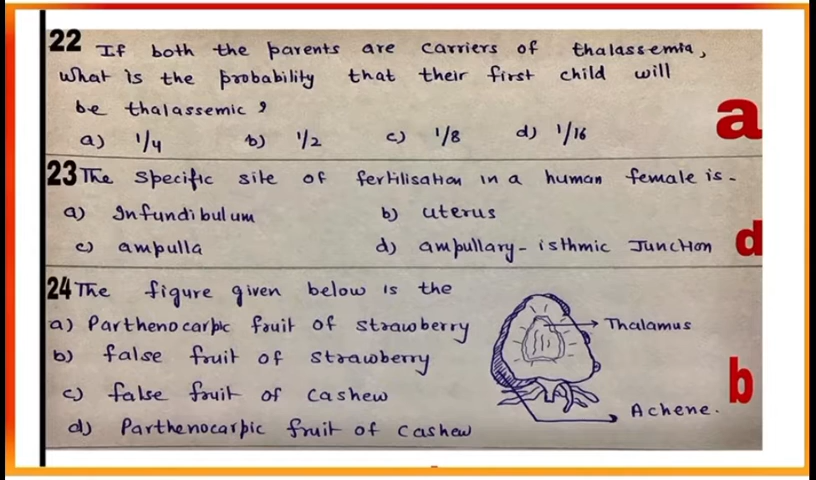 22 If both the parents are carriers of thalassemia,
what is the probability that their first child will
be thalassemic ?
a) 1/4 b) 1/2 c) 1/8 d) 1/16
a
23 The specific site of fertilisation in a human female is -
a) Infundibulum b) uterus
c) ampulla d) ampullary - isthmic Junction
d
24 The figure given below is the
a) Parthenocarpic fruit of strawberry
b) false fruit of strawberry
c) false fruit of cashew
d) Parthenocarpic fruit of cashew
Thalamus
Achene.
b